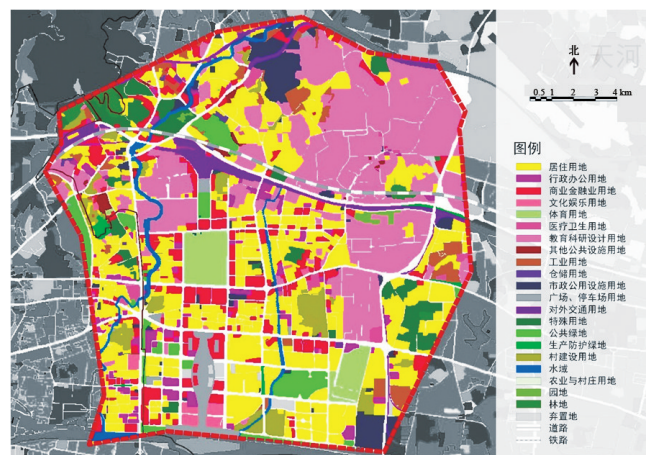 天河
北
0.5 1 2 3 4 km
图例
居住用地
行政办公用地
商业金融业用地
文化娱乐用地
体育用地
医疗卫生用地
教育科研设计用地
其他公共设施用地
工业用地
仓储用地
市政公用设施用地
广场、停车场用地
对外交通用地
特殊用地
公共绿地
生产防护绿地
村建设用地
水域
农业与村庄用地
园地
林地
弃置地
道路
铁路